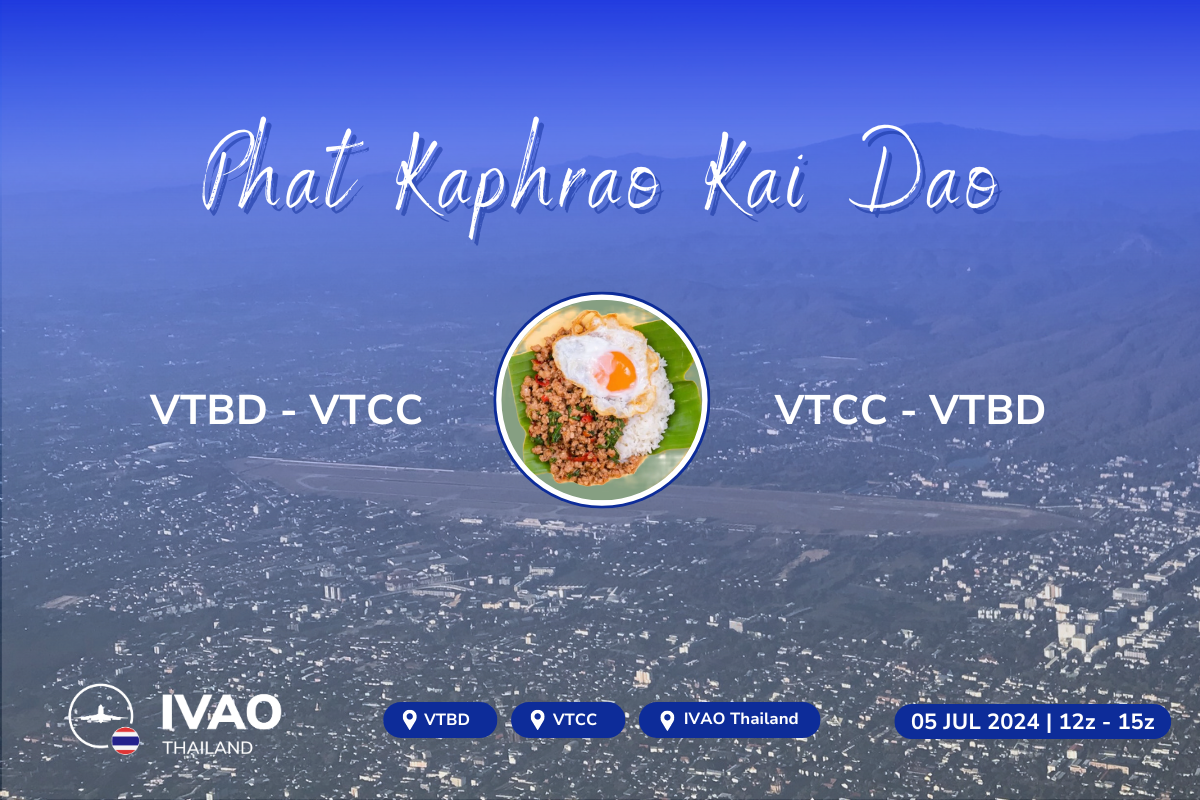 Phat Kaphrao Kai Dao
VTBD - VTCC
VTCC - VTBD
IVAO
THAILAND
VTBD
VTCC
IVAO Thailand
05 JUL 2024 | 12z - 15z